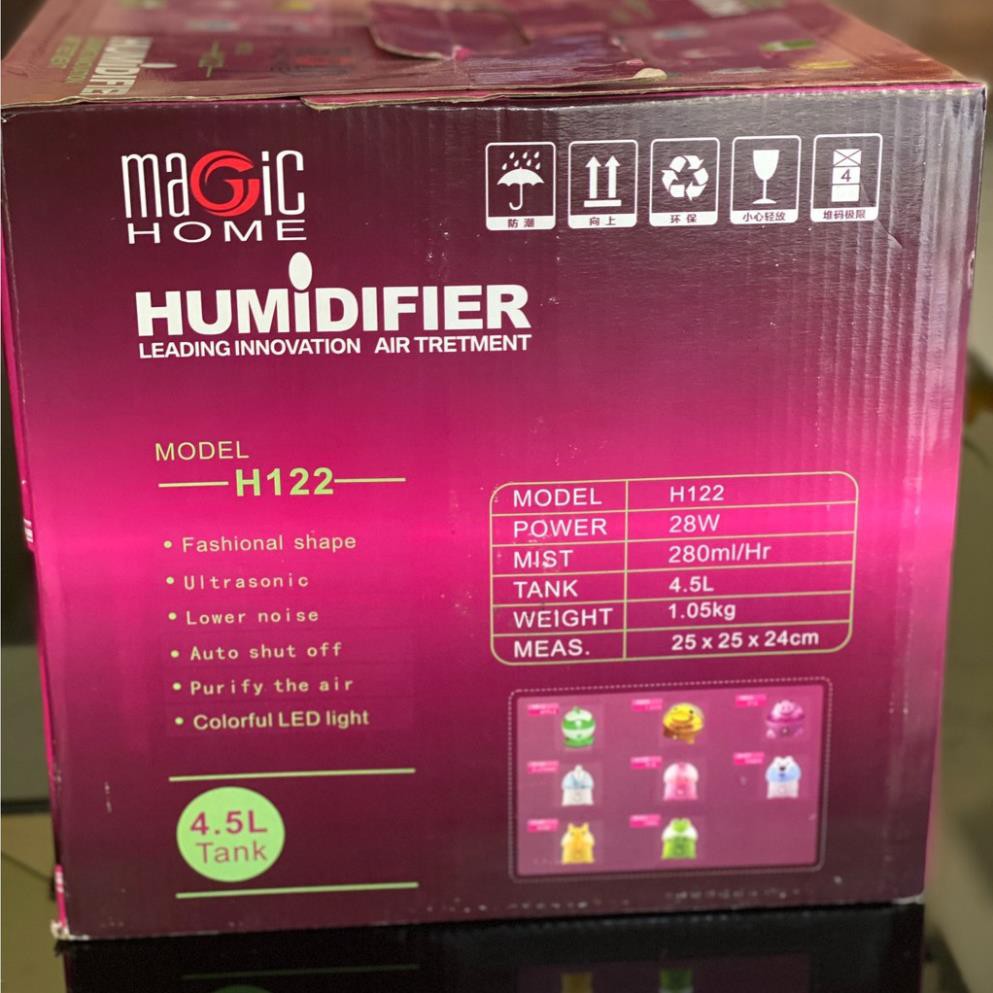 HUMiDIFIER
magic
HOME
防潮
向上
环保
小心轻放
4
堆码极限
HUMiDIFIER
LEADING INNOVATION AIR TRETMENT
MODEL
H122
• Fashional shape
• Ultrasonic
• Lower noise
• Auto shut off
• Purify the air
• Colorful LED light
MODEL H122
POWER 28W
MIST 280ml/Hr
TANK 4.5L
WEIGHT 1.05kg
MEAS. 25 x 25 x 24cm
4.5L
Tank